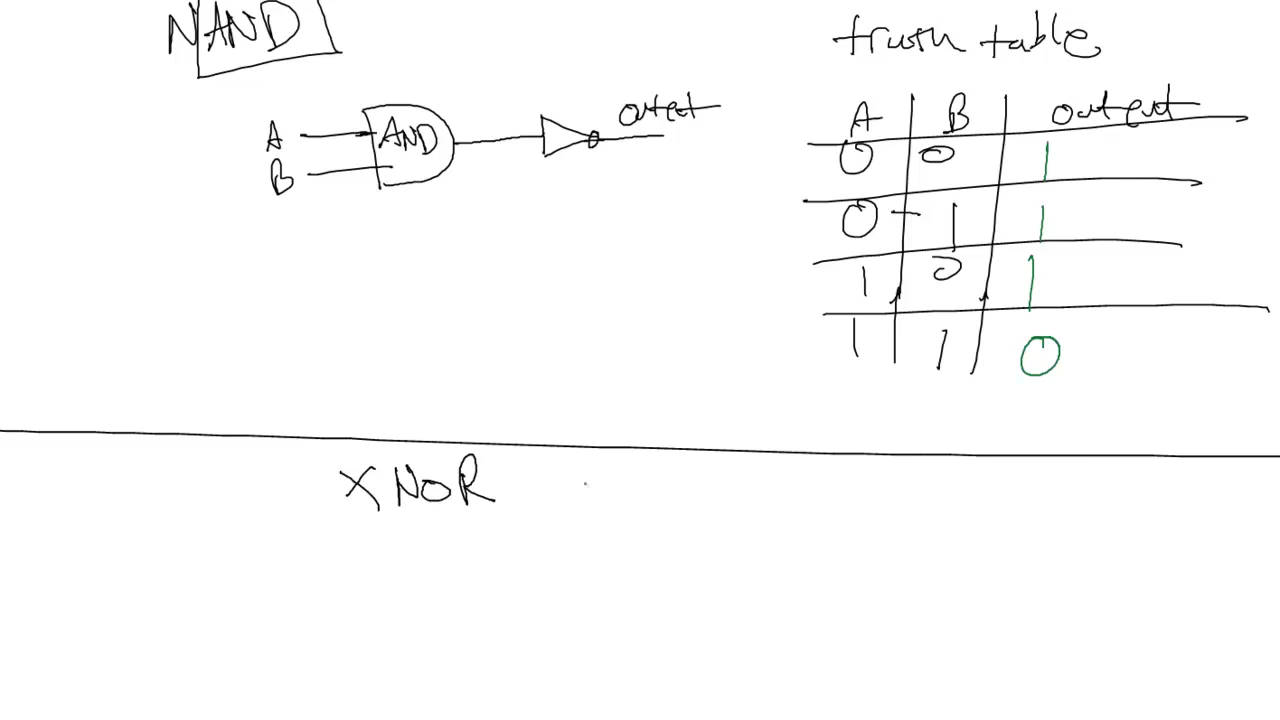 NAND
truth table
A B output
A AND output
B
0 0 1
0 1 1
1 0 1
1 1 0
XNOR